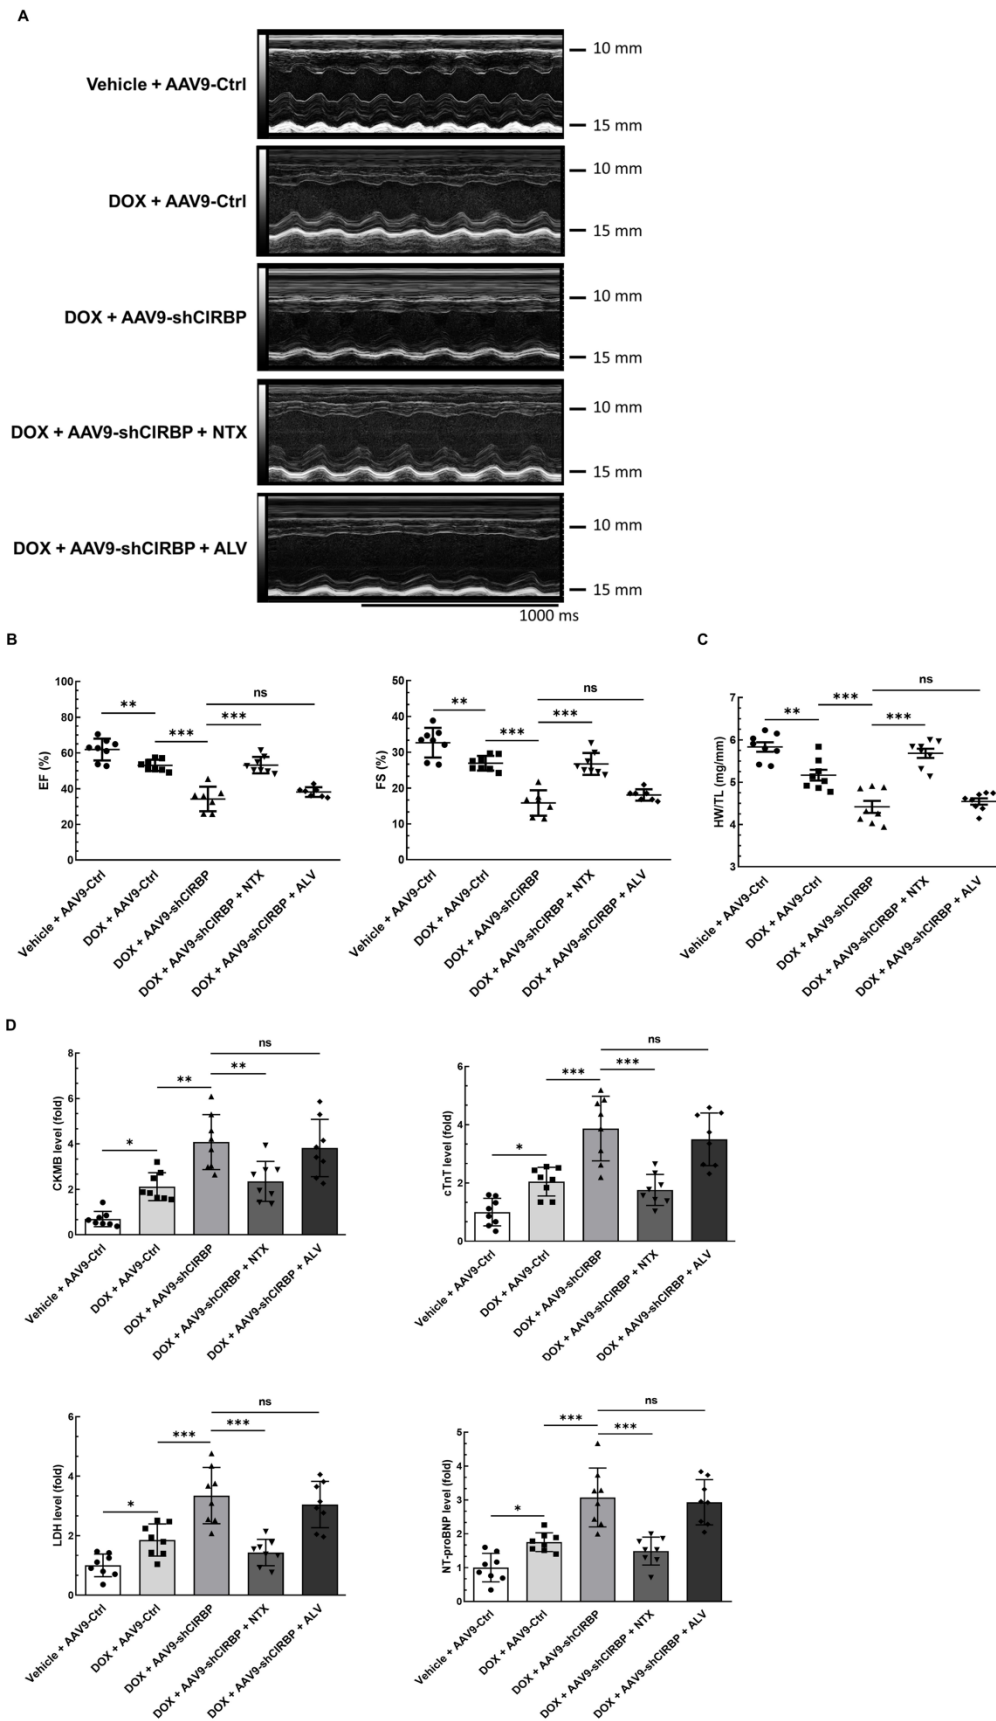 A
Vehicle + AAV9-Ctrl
10 mm
15 mm
DOX + AAV9-Ctrl
10 mm
15 mm
DOX + AAV9-shCIRBP
10 mm
15 mm
DOX + AAV9-shCIRBP + NTX
10 mm
15 mm
DOX + AAV9-shCIRBP + ALV
10 mm
15 mm
1000 ms
B
EF (%)
100
80
60
40
20
0
**
***
***
ns
Vehicle + AAV9-Ctrl
DOX + AAV9-Ctrl
DOX + AAV9-shCIRBP
DOX + AAV9-shCIRBP + NTX
DOX + AAV9-shCIRBP + ALV
FS (%)
50
40
30
20
10
0
**
***
***
ns
Vehicle + AAV9-Ctrl
DOX + AAV9-Ctrl
DOX + AAV9-shCIRBP
DOX + AAV9-shCIRBP + NTX
DOX + AAV9-shCIRBP + ALV
C
HW/TL (mg/mm)
7
6
5
4
3
**
***
***
ns
Vehicle + AAV9-Ctrl
DOX + AAV9-Ctrl
DOX + AAV9-shCIRBP
DOX + AAV9-shCIRBP + NTX
DOX + AAV9-shCIRBP + ALV
D
CKMB level (fold)
8
6
4
2
0
*
**
**
ns
Vehicle + AAV9-Ctrl
DOX + AAV9-Ctrl
DOX + AAV9-shCIRBP
DOX + AAV9-shCIRBP + NTX
DOX + AAV9-shCIRBP + ALV
cTnT level (fold)
6
4
2
0
*
***
***
ns
Vehicle + AAV9-Ctrl
DOX + AAV9-Ctrl
DOX + AAV9-shCIRBP
DOX + AAV9-shCIRBP + NTX
DOX + AAV9-shCIRBP + ALV
LDH level (fold)
6
4
2
0
*
***
***
ns
Vehicle + AAV9-Ctrl
DOX + AAV9-Ctrl
DOX + AAV9-shCIRBP
DOX + AAV9-shCIRBP + NTX
DOX + AAV9-shCIRBP + ALV
NT-proBNP level (fold)
5
4
3
2
1
0
*
***
***
ns
Vehicle + AAV9-Ctrl
DOX + AAV9-Ctrl
DOX + AAV9-shCIRBP
DOX + AAV9-shCIRBP + NTX
DOX + AAV9-shCIRBP + ALV